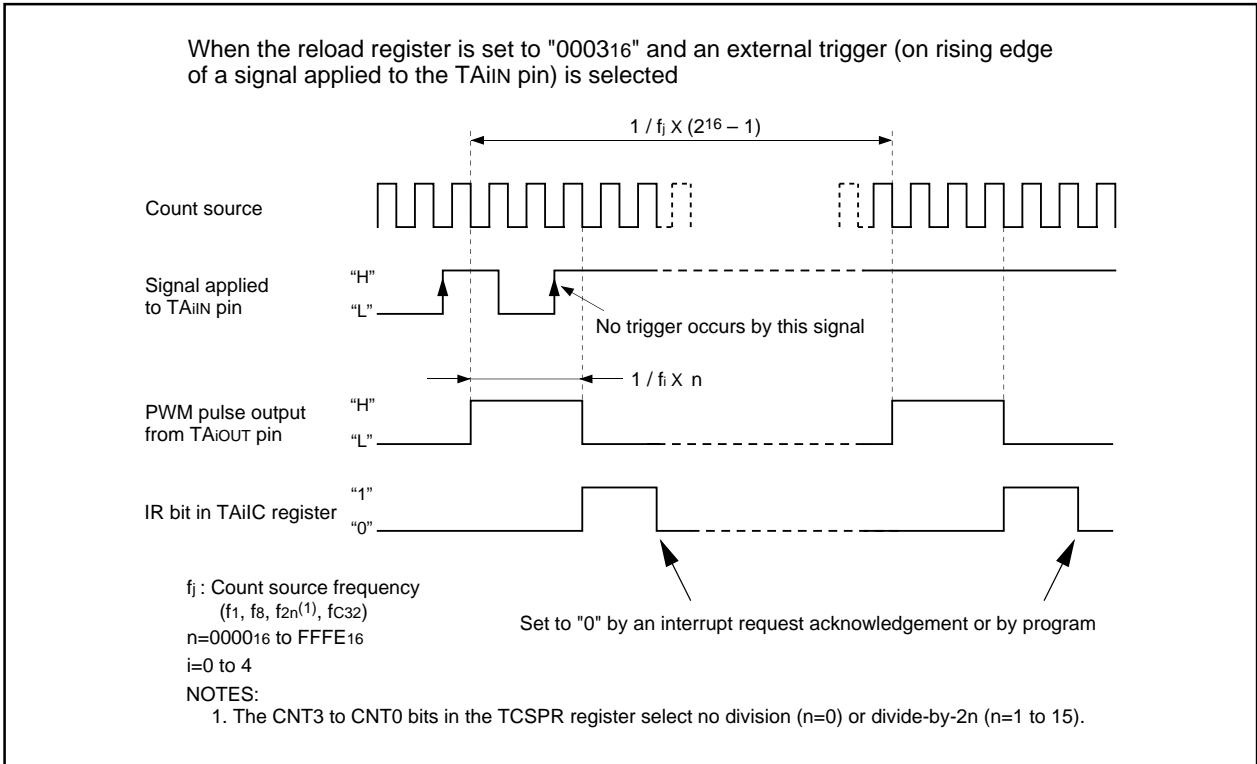 When the reload register is set to "000316" and an external trigger (on rising edge
of a signal applied to the TAiIN pin) is selected
1 / fj X (216 – 1)
Count source
Signal applied
to TAiIN pin
“H”
“L”
No trigger occurs by this signal
1 / fi X n
PWM pulse output
from TAiOUT pin
“H”
“L”
IR bit in TAiIC register
“1”
“0”
fj : Count source frequency
(f1, f8, f2n(1), fC32)
Set to "0" by an interrupt request acknowledgement or by program
n=000016 to FFFE16
i=0 to 4
NOTES:
1. The CNT3 to CNT0 bits in the TCSPR register select no division (n=0) or divide-by-2n (n=1 to 15).